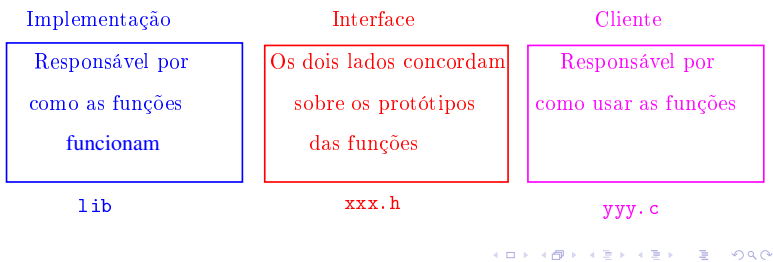 Implementação
Responsável por
como as funções
funcionam
lib
Interface
Os dois lados concordam
sobre os protótipos
das funções
xxx.h
Cliente
Responsável por
como usar as funções
yyy.c